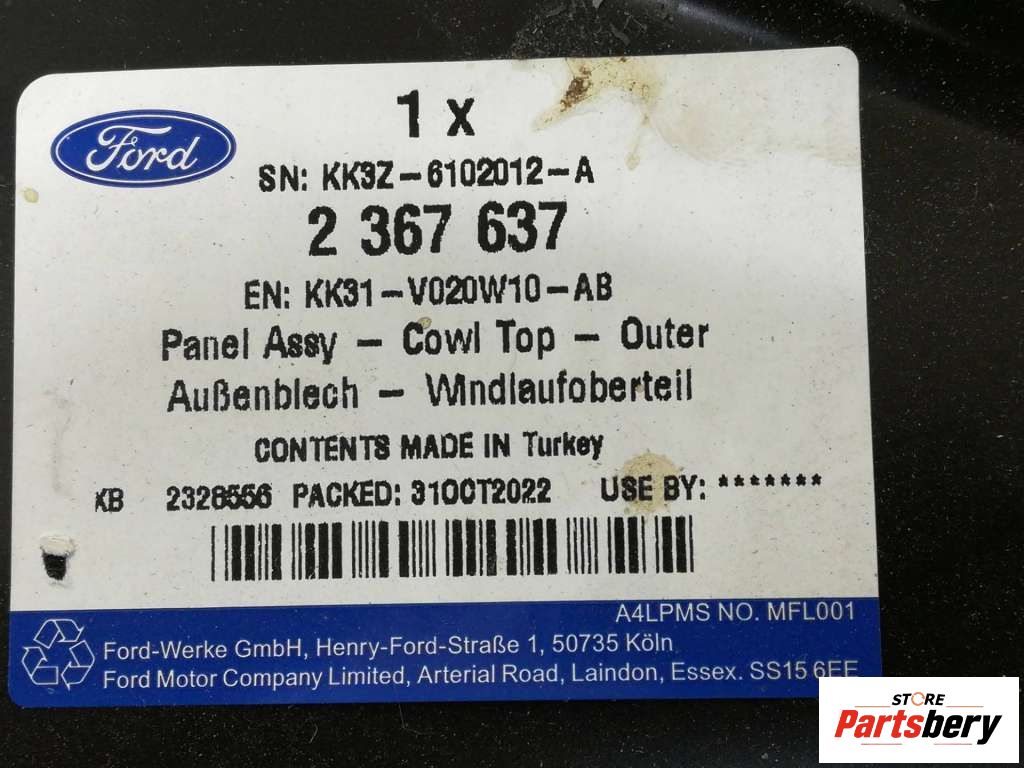 Ford
1 x
SN: KK3Z-6102012-A
2 367 637
EN: KK31-V020W10-AB
Panel Assy - Cowl Top - Outer
Außenblech - Windlaufoberteil
CONTENTS MADE IN Turkey
KB 2328556 PACKED: 31OCT2022 USE BY: *******
A4LPMS NO. MFL001
Ford-Werke GmbH, Henry-Ford-Straße 1, 50735 Köln
Ford Motor Company Limited, Arterial Road, Laindon, Essex. SS15 6EE
STORE
Partsbery